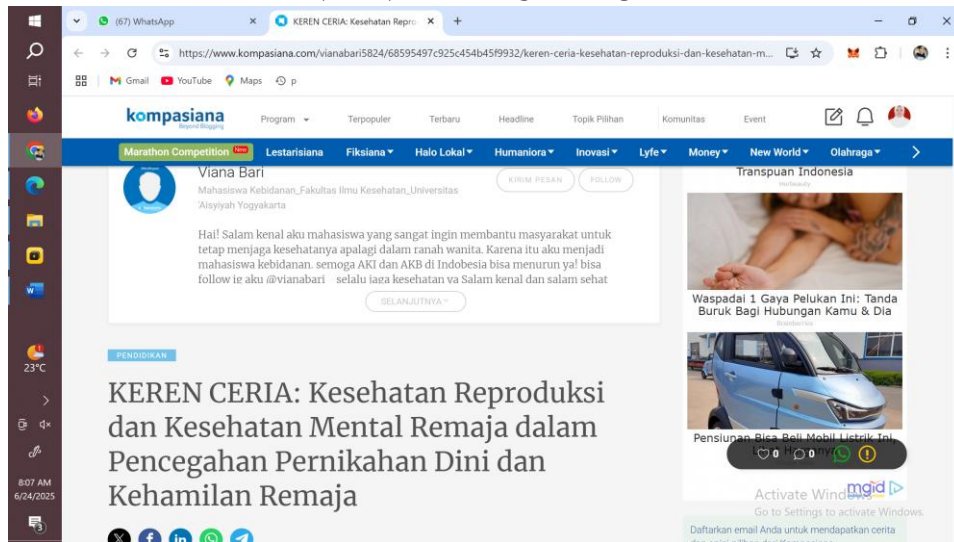 (67) WhatsApp
KEREN CERIA: Kesehatan Repro
https://www.kompasiana.com/vianabari5824/68595497c925c454b45f9932/keren-ceria-kesehatan-reproduksi-dan-kesehatan-m...
Gmail YouTube Maps p
kompasiana
Beyond Blogging
Program Terpopuler Terbaru Headline Topik Pilihan Komunitas Event
Marathon Competition New Lestarisiana Fiksiana Halo Lokal Humaniora Inovasi Lyfe Money New World Olahraga
Viana Bari
Mahasiswa Kebidanan_Fakultas Ilmu Kesehatan_Universitas
'Aisyiyah Yogyakarta
KIRIM PESAN
FOLLOW
Hai! Salam kenal aku mahasiswa yang sangat ingin membantu masyarakat untuk
tetap menjaga kesehatanya apalagi dalam ranah wanita. Karena itu aku menjadi
mahasiswa kebidanan. semoga AKI dan AKB di Indobesia bisa menurun ya! bisa
follow ig aku @vianabari_ selalu jaga kesehatan ya Salam kenal dan salam sehat
SELANJUTNYA
PENDIDIKAN
KEREN CERIA: Kesehatan Reproduksi
dan Kesehatan Mental Remaja dalam
Pencegahan Pernikahan Dini dan
Kehamilan Remaja
Transpuan Indonesia
Herbeauty
Waspadai 1 Gaya Pelukan Ini: Tanda
Buruk Bagi Hubungan Kamu & Dia
Brainberries
Pensiunan Bisa Beli Mobil Listrik Ini,
0 0
mgid
Activate Windows
Go to Settings to activate Windows.
Daftarkan email Anda untuk mendapatkan cerita
23°C
8:07 AM
6/24/2025
3